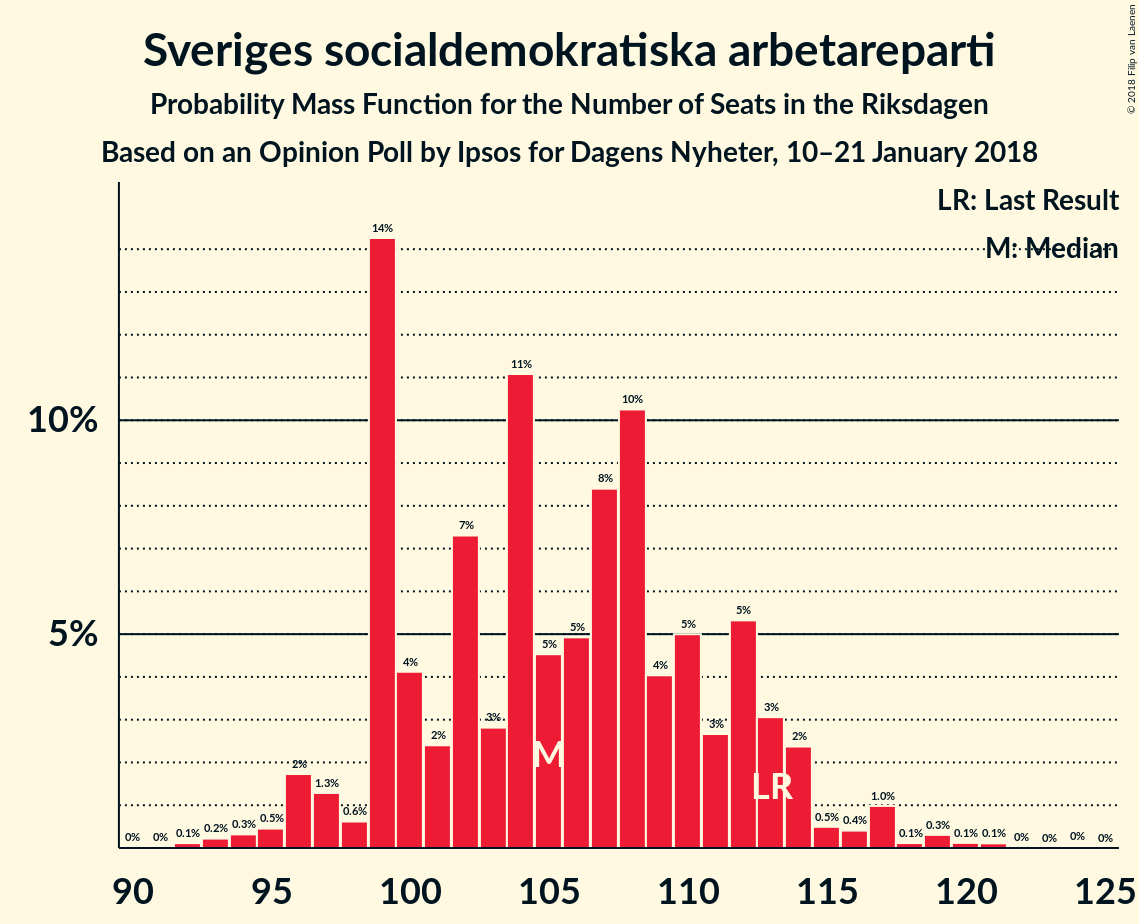 Sveriges socialdemokratiska arbetareparti
Probability Mass Function for the Number of Seats in the Riksdagen
Based on an Opinion Poll by Ipsos for Dagens Nyheter, 10–21 January 2018
© 2018 Filip van Laenen
LR: Last Result
M: Median
10%
5%
0% 0% 0.1% 0.2% 0.3% 0.5% 2% 1.3% 0.6% 14% 4% 2% 7% 3% 11% 5% 5% 8% 10% 4% 5% 3% 5% 3% 2% 0.5% 0.4% 1.0% 0.1% 0.3% 0.1% 0.1% 0% 0% 0% 0%
M
LR
90 95 100 105 110 115 120 125